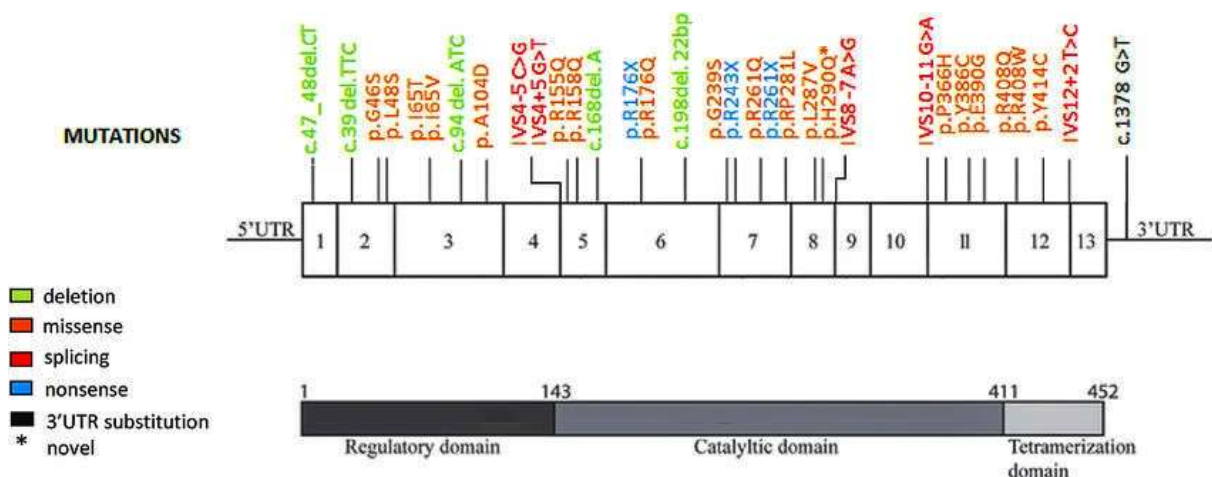 MUTATIONS
c.47_48del.CT
c.39 del.TTC
p.G46S
p. L48S
p. I65T
p. I65V
c.94 del. ATC
p. A104D
IVS4-5 C>G
IVS4+5 G>T
p. R155Q
p. R158Q
c.168del. A
p.R176X
p.R176Q
c.198del. 22bp
p.G239S
p.R243X
p.R261Q
p.R261X
p.RP281L
p.L287V
p.H290Q*
IVS8 -7 A>G
IVS10-11 G>A
p.P366H
p.Y386C
p.E390G
p.R408Q
p.R408W
p.Y414C
IVS12+2 T>C
c.1378 G>T
5'UTR
1
2
3
4
5
6
7
8
9
10
11
12
13
3'UTR
deletion
missense
splicing
nonsense
3'UTR substitution
* novel
1
143
411
452
Regulatory domain
Catalyltic domain
Tetramerization
domain